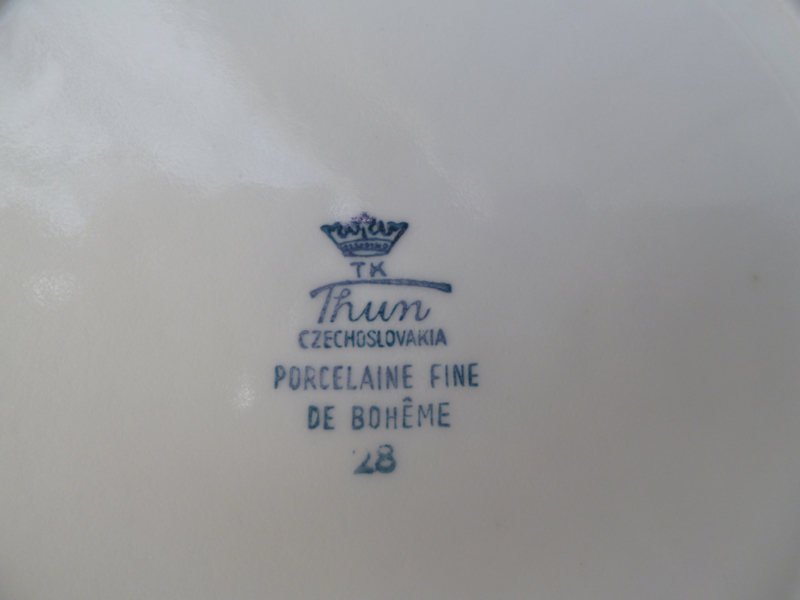 TK
Thun
CZECHOSLOVAKIA
PORCELAINE FINE
DE BOHÊME
28